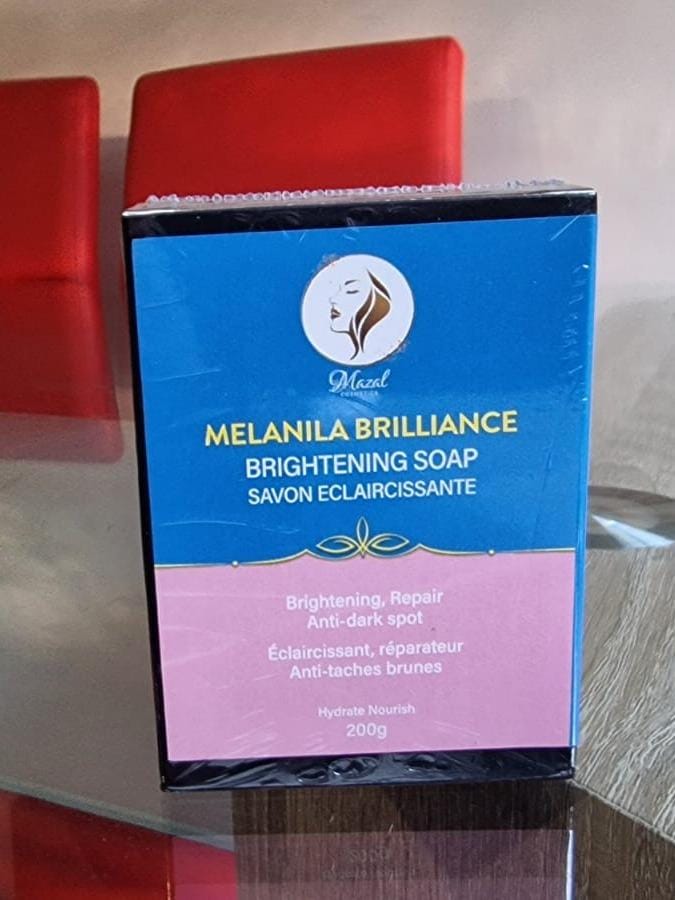 Mazal
COSMETICS
MELANILA BRILLIANCE
BRIGHTENING SOAP
SAVON ECLAIRCISSANTE
Brightening, Repair
Anti-dark spot
Éclaircissant, réparateur
Anti-taches brunes
Hydrate Nourish
200g